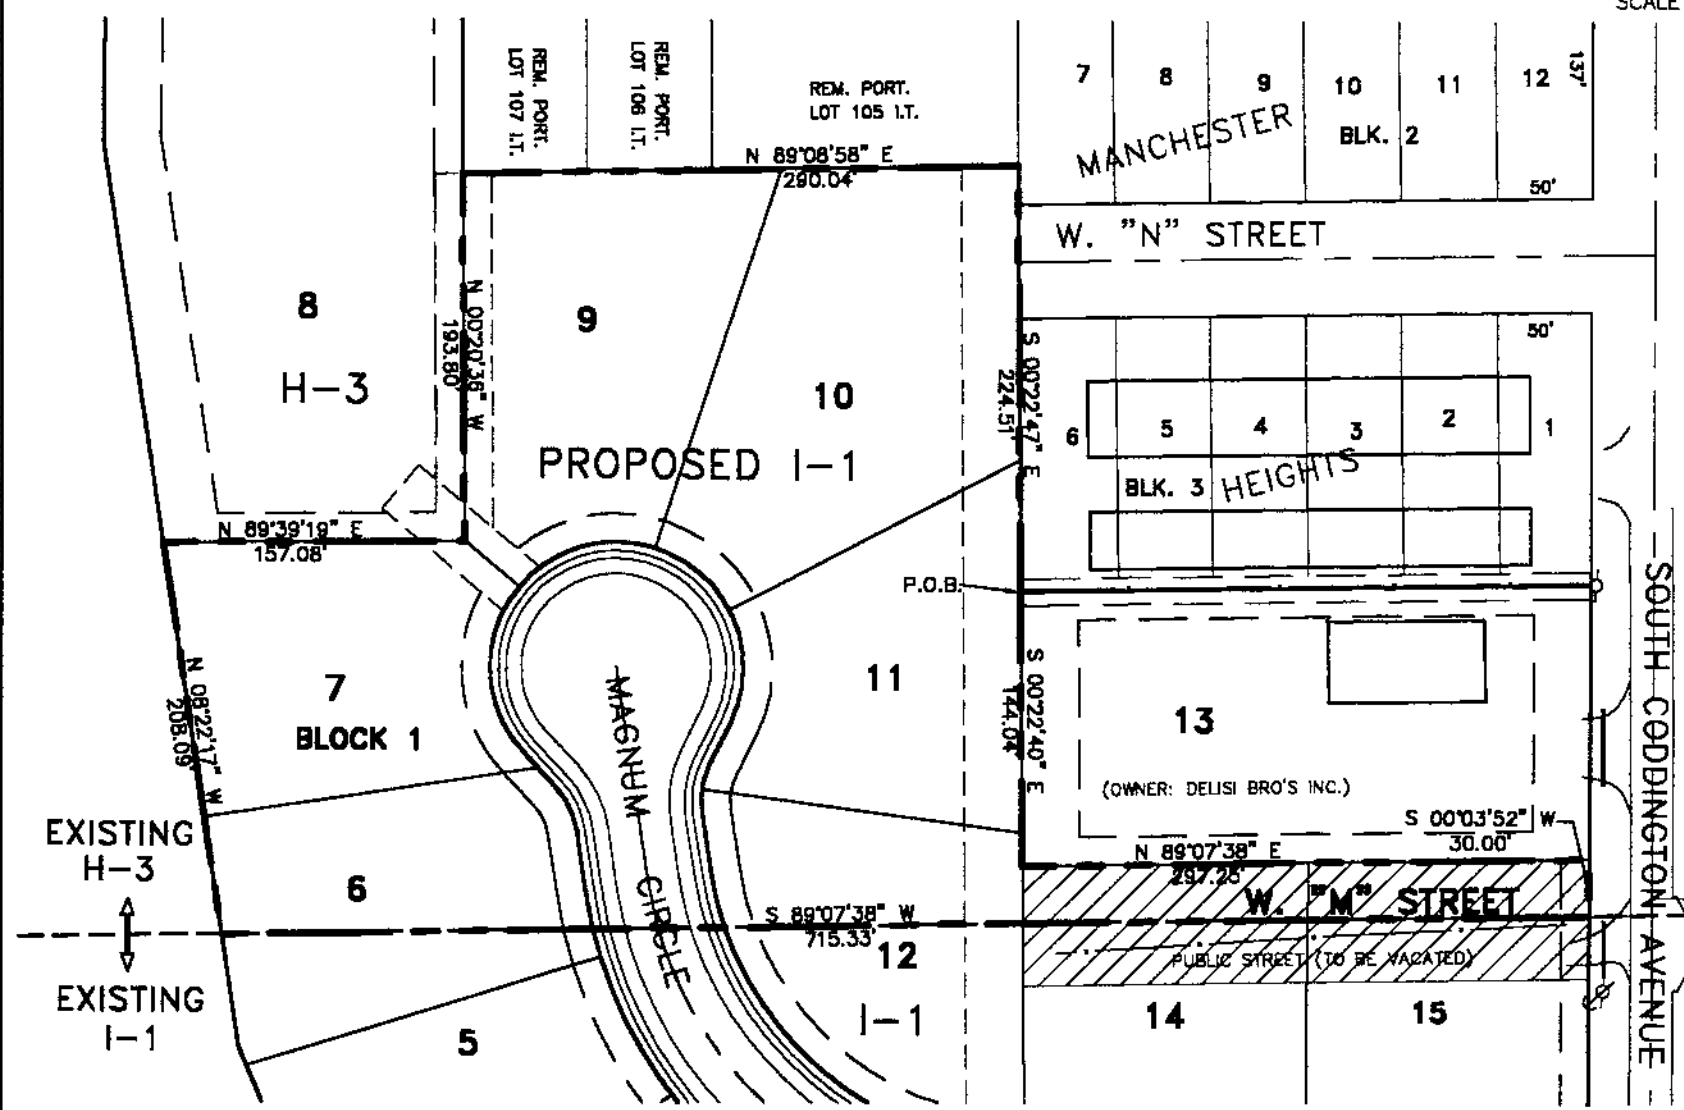 SCALE
REM. PORT.
LOT 107 I.T.
REM. PORT.
LOT 106 I.T.
REM. PORT.
LOT 105 I.T.
7
8
9
10
11
12
137'
MANCHESTER
BLK. 2
50'
N 89°08'58" E
290.04'
W. "N" STREET
8
H-3
N 00°20'36" W
193.80'
9
10
PROPOSED I-1
S 00°22'47" E
224.51'
50'
6
5
4
3
2
1
BLK. 3
HEIGHTS
N 89°39'19" E
157.08'
P.O.B.
SOUTH CODDINGTON AVENUE
7
BLOCK 1
N 08°22'17" W
208.09'
MAGNUM CIRCLE
11
S 00°22'40" E
144.04'
13
(OWNER: DELISI BRO'S INC.)
S 00°03'52" W
30.00'
N 89°07'38" E
297.25'
EXISTING
H-3
6
W. "M" STREET
S 89°07'38" W
715.33'
PUBLIC STREET (TO BE VACATED)
12
EXISTING
I-1
5
I-1
14
15